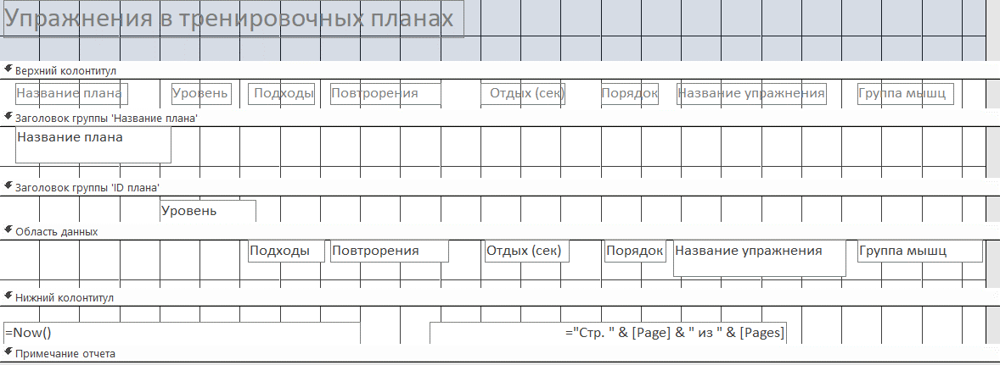 Упражнения в тренировочных планах
Верхний колонтитул
Название плана Уровень Подходы Повтрорения Отдых (сек) Порядок Название упражнения Группа мышц
Заголовок группы 'Название плана'
Название плана
Заголовок группы 'ID плана'
Уровень
Область данных
Подходы Повтрорения Отдых (сек) Порядок Название упражнения Группа мышц
Нижний колонтитул
=Now() ="Стр. " & [Page] & " из " & [Pages]
Примечание отчета